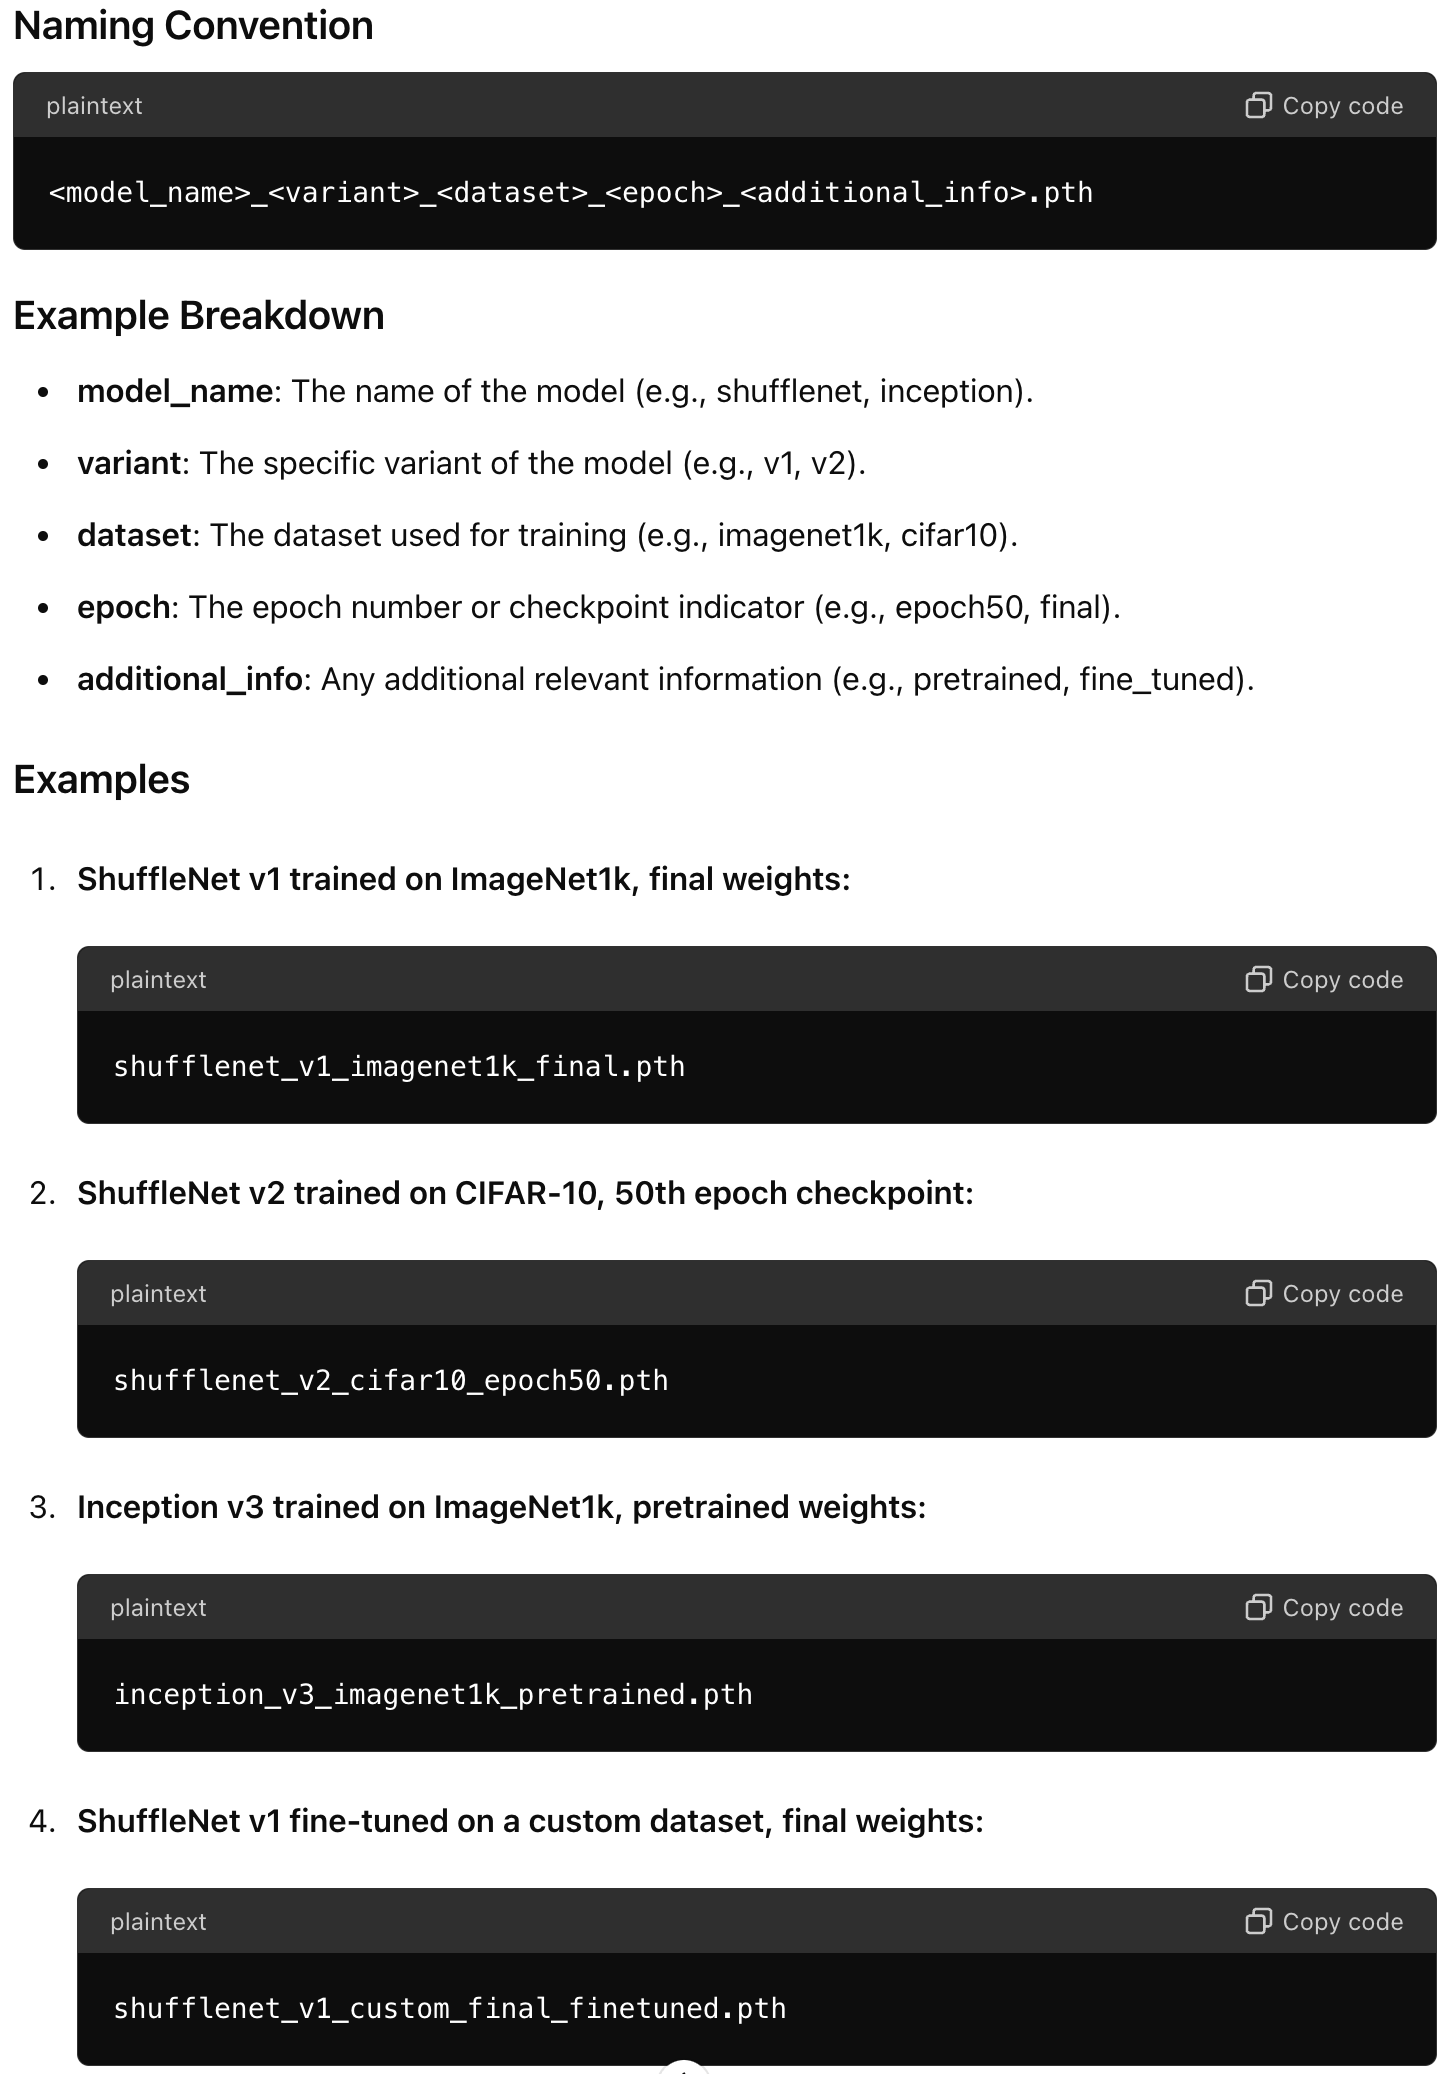 Naming Convention
plaintext
Copy code
<model_name>_<variant>_<dataset>_<epoch>_<additional_info>.pth
Example Breakdown
• model_name: The name of the model (e.g., shufflenet, inception).
• variant: The specific variant of the model (e.g., v1, v2).
• dataset: The dataset used for training (e.g., imagenet1k, cifar10).
• epoch: The epoch number or checkpoint indicator (e.g., epoch50, final).
• additional_info: Any additional relevant information (e.g., pretrained, fine_tuned).
Examples
1. ShuffleNet v1 trained on ImageNet1k, final weights:
plaintext
Copy code
shufflenet_v1_imagenet1k_final.pth
2. ShuffleNet v2 trained on CIFAR-10, 50th epoch checkpoint:
plaintext
Copy code
shufflenet_v2_cifar10_epoch50.pth
3. Inception v3 trained on ImageNet1k, pretrained weights:
plaintext
Copy code
inception_v3_imagenet1k_pretrained.pth
4. ShuffleNet v1 fine-tuned on a custom dataset, final weights:
plaintext
Copy code
shufflenet_v1_custom_final_finetuned.pth